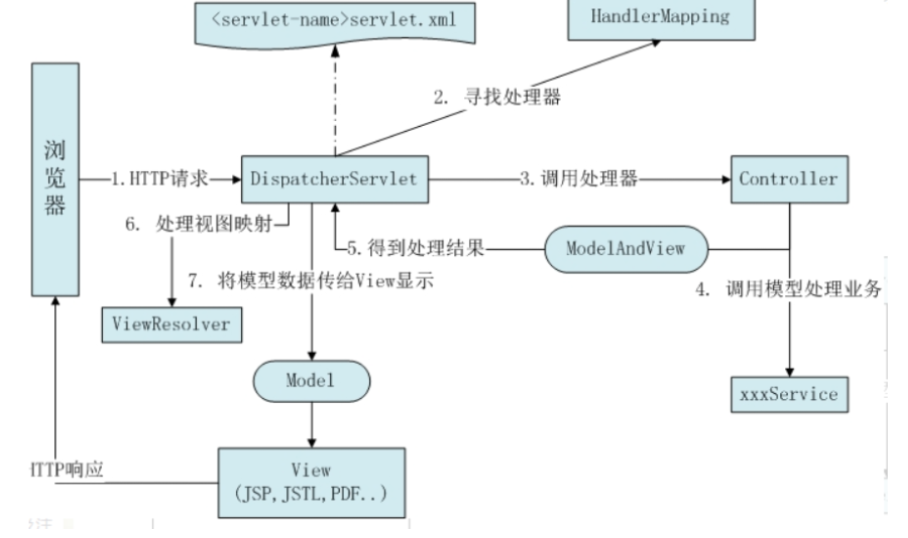 <servlet-name>servlet.xml
HandlerMapping
2. 寻找处理器
浏览器
1.HTTP请求
DispatcherServlet
3.调用处理器
Controller
6. 处理视图映射
5.得到处理结果
ModelAndView
7. 将模型数据传给View显示
4. 调用模型处理业务
ViewResolver
Model
xxxService
HTTP响应
View
(JSP,JSTL,PDF..)